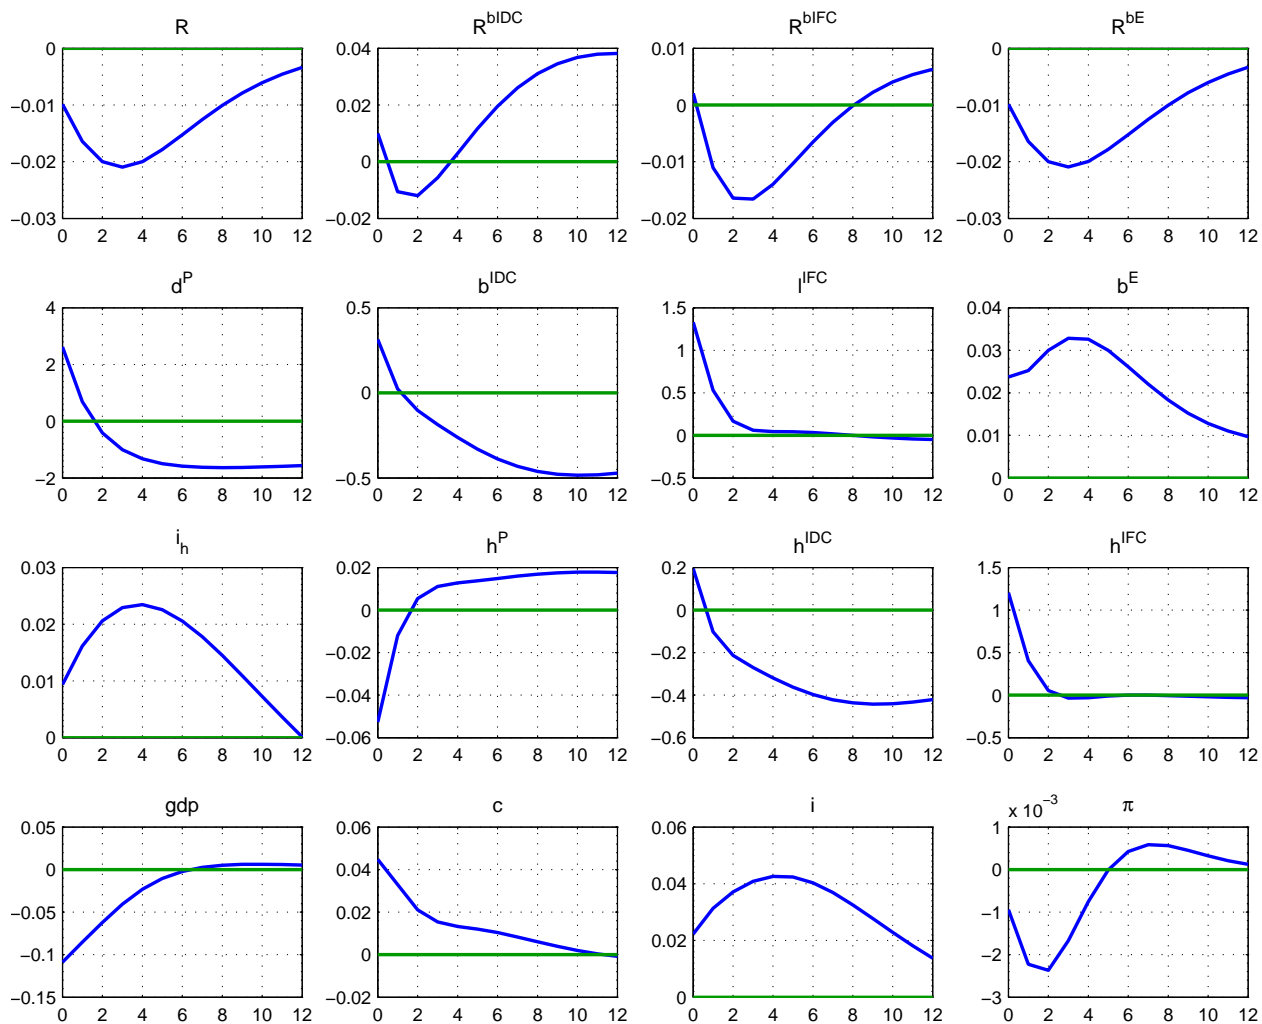 R R^bIDC R^bIFC R^bE
0 0.04 0.01 0
−0.01 0.02 0 −0.01
−0.02 0 −0.01 −0.02
−0.03 −0.02 −0.02 −0.03
0 2 4 6 8 10 12 0 2 4 6 8 10 12 0 2 4 6 8 10 12 0 2 4 6 8 10 12
d^P b^IDC l^IFC b^E
4 0.5 1.5 0.04
2 1 0.03
0 0 0.5 0.02
0 0.01
−2 −0.5 −0.5 0
0 2 4 6 8 10 12 0 2 4 6 8 10 12 0 2 4 6 8 10 12 0 2 4 6 8 10 12
i_h h^P h^IDC h^IFC
0.03 0.02 0.2 1.5
0 0 1
0.02 −0.02 −0.2 0.5
0.01 −0.04 −0.4 0
0 −0.06 −0.6 −0.5
0 2 4 6 8 10 12 0 2 4 6 8 10 12 0 2 4 6 8 10 12 0 2 4 6 8 10 12
gdp c i x 10^−3 π
0.05 0.06 0.06 1
0 0.04 0.04 0
−0.05 0.02 −1
−0.1 0 0.02 −2
−0.15 −0.02 0 −3
0 2 4 6 8 10 12 0 2 4 6 8 10 12 0 2 4 6 8 10 12 0 2 4 6 8 10 12